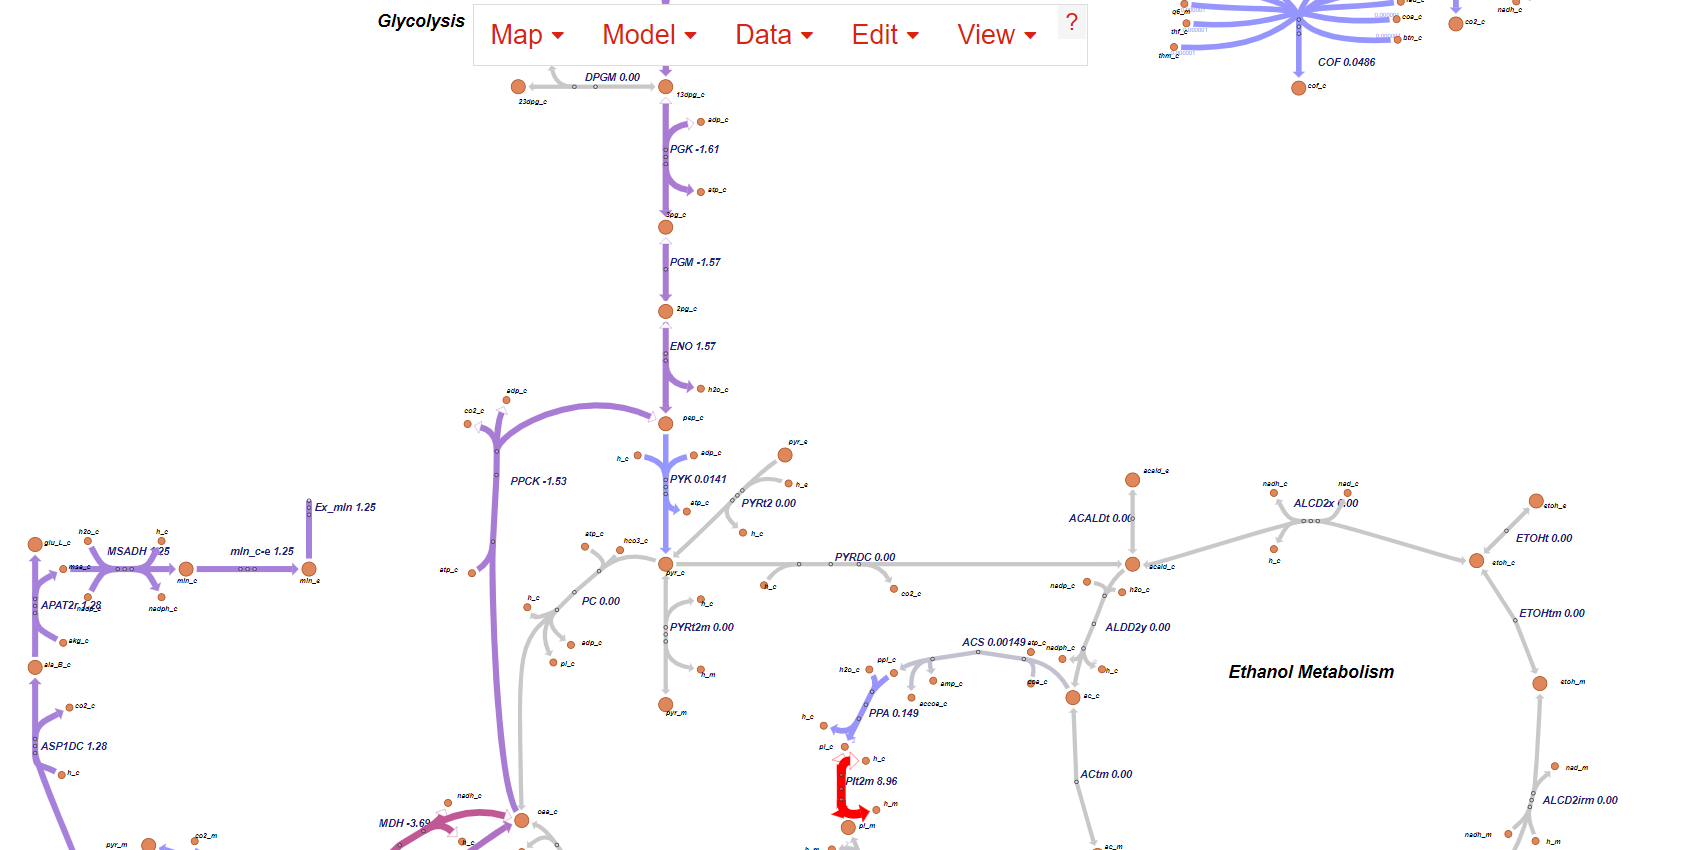 Glycolysis
Map
Model
Data
Edit
View
?
thf_c
thm_c
coa_c
btn_c
co2_c
nadh_c
COF 0.0486
cof_c
DPGM 0.00
23dpg_c
13dpg_c
adp_c
PGK -1.61
atp_c
3pg_c
PGM -1.57
2pg_c
ENO 1.57
h2o_c
adp_c
co2_c
pep_c
h_c
adp_c
pyr_e
PYK 0.0141
h_e
PPCK -1.53
atp_c
PYRt2 0.00
h_c
acald_e
ACALDt 0.00
nadh_c
nad_c
ALCD2x 0.00
h_c
etoh_e
ETOHt 0.00
etoh_c
Ex_mln 1.25
glu_L_c
h2o_c
h_c
MSADH 1.25
mln_c-e 1.25
msa_c
mln_c
mln_e
nadp_c
nadph_c
APAT2r 1.28
akg_c
ala_B_c
atp_c
atp_c
hco3_c
pyr_c
PYRDC 0.00
h_c
co2_c
acald_c
PC 0.00
h_c
adp_c
pi_c
h_c
PYRt2m 0.00
h_m
pyr_m
nadp_c
h2o_c
ALDD2y 0.00
nadph_c
h_c
ACS 0.00149
atp_c
ppi_c
h2o_c
amp_c
accoa_c
coa_c
ac_c
PPA 0.149
h_c
pi_c
h_c
PIt2m 8.96
h_m
pi_m
h_m
ACtm 0.00
ac_m
Ethanol Metabolism
ETOHtm 0.00
etoh_m
nad_m
ALCD2irm 0.00
nadh_m
h_m
co2_c
ASP1DC 1.28
h_c
nadh_c
MDH -3.69
h_c
oaa_c
pyr_m
co2_m